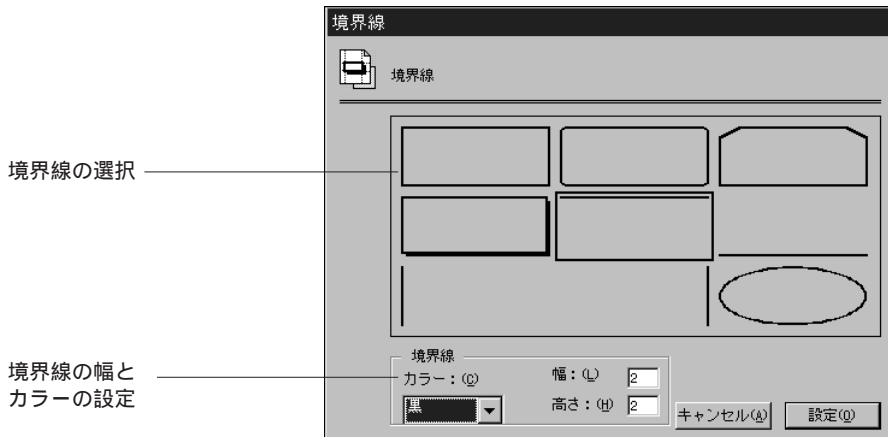 境界線
境界線
境界線の選択
境界線の幅と
カラーの設定
境界線
カラー：(C)
黒
幅：(L) 2
高さ：(H) 2
キャンセル(A)
設定(O)